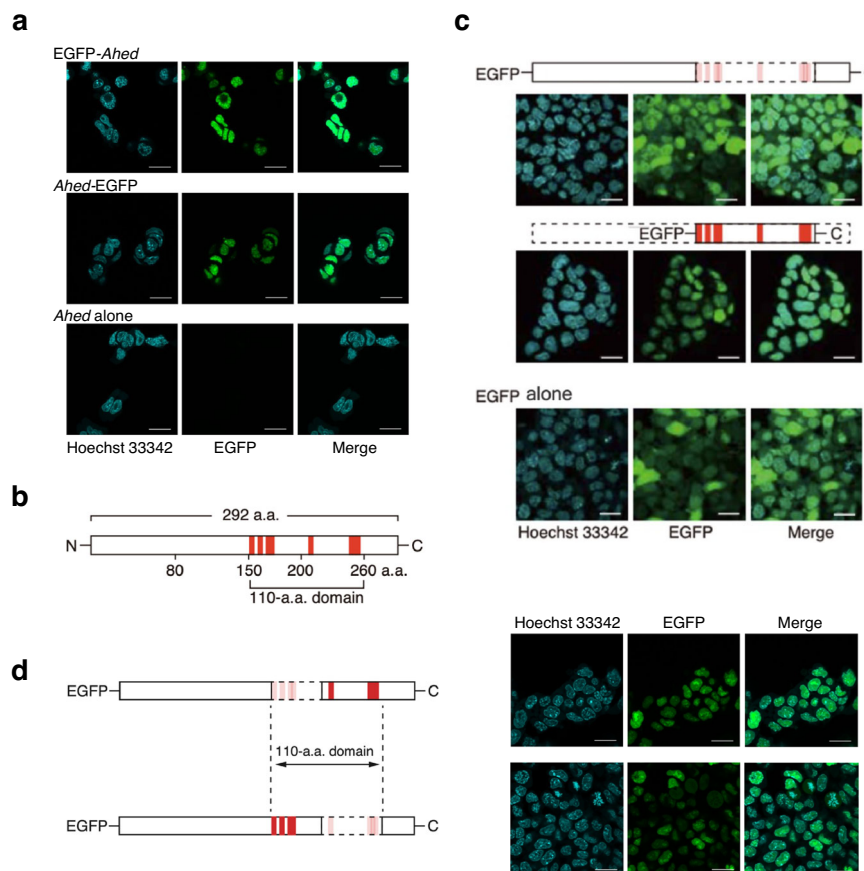 a
EGFP-Ahed
Ahed-EGFP
Ahed alone
Hoechst 33342 EGFP Merge
b
292 a.a.
N C
80 150 200 260 a.a.
110-a.a. domain
c
EGFP
EGFP C
EGFP alone
Hoechst 33342 EGFP Merge
d
EGFP C
110-a.a. domain
EGFP C
Hoechst 33342 EGFP Merge